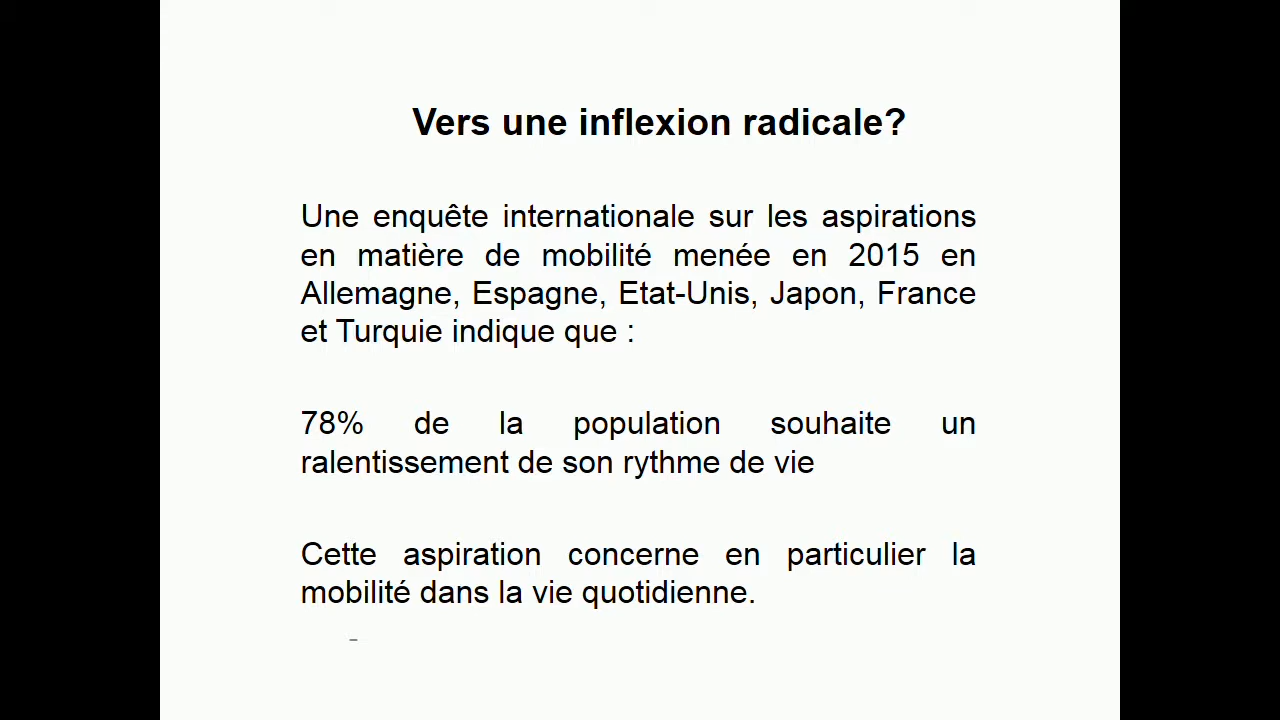 Vers une inflexion radicale?
Une enquête internationale sur les aspirations
en matière de mobilité menée en 2015 en
Allemagne, Espagne, Etat-Unis, Japon, France
et Turquie indique que :
78% de la population souhaite un
ralentissement de son rythme de vie
Cette aspiration concerne en particulier la
mobilité dans la vie quotidienne.
–